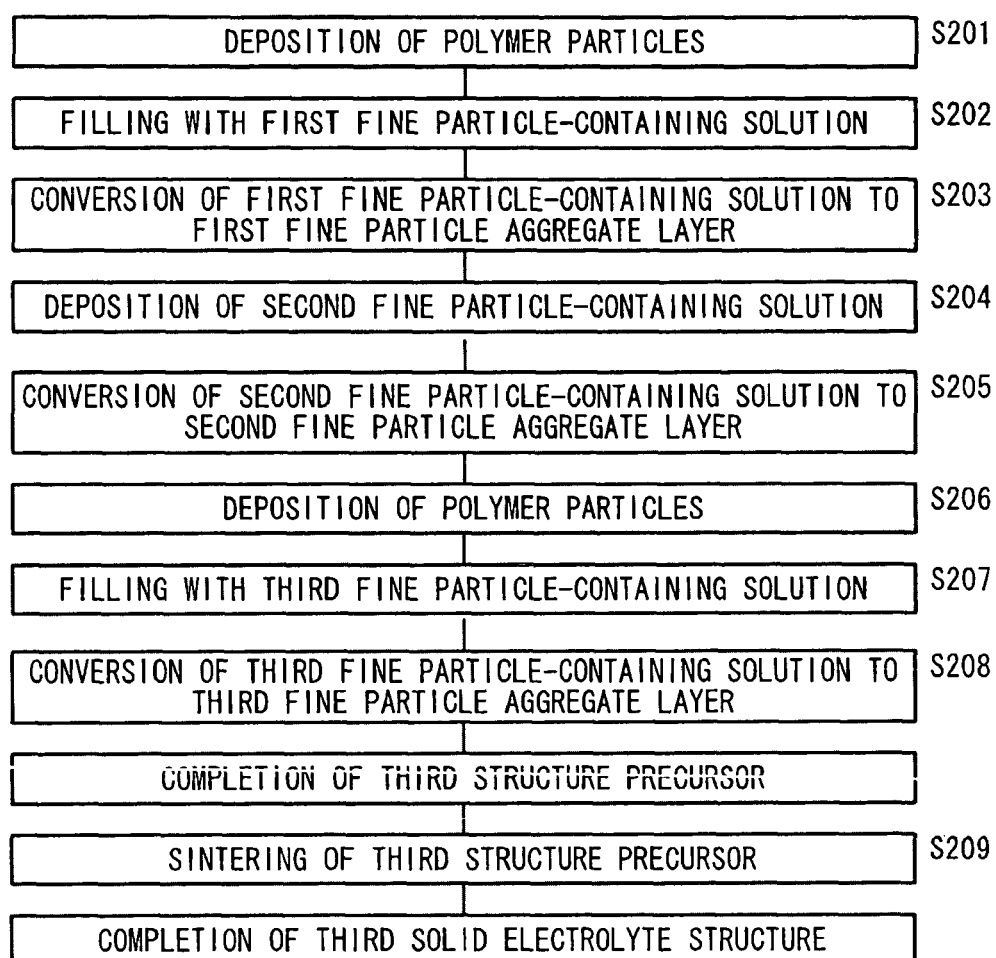 DEPOSITION OF POLYMER PARTICLES S201
FILLING WITH FIRST FINE PARTICLE-CONTAINING SOLUTION S202
CONVERSION OF FIRST FINE PARTICLE-CONTAINING SOLUTION TO S203
FIRST FINE PARTICLE AGGREGATE LAYER
DEPOSITION OF SECOND FINE PARTICLE-CONTAINING SOLUTION S204
CONVERSION OF SECOND FINE PARTICLE-CONTAINING SOLUTION TO S205
SECOND FINE PARTICLE AGGREGATE LAYER
DEPOSITION OF POLYMER PARTICLES S206
FILLING WITH THIRD FINE PARTICLE-CONTAINING SOLUTION S207
CONVERSION OF THIRD FINE PARTICLE-CONTAINING SOLUTION TO S208
THIRD FINE PARTICLE AGGREGATE LAYER
COMPLETION OF THIRD STRUCTURE PRECURSOR
SINTERING OF THIRD STRUCTURE PRECURSOR S209
COMPLETION OF THIRD SOLID ELECTROLYTE STRUCTURE